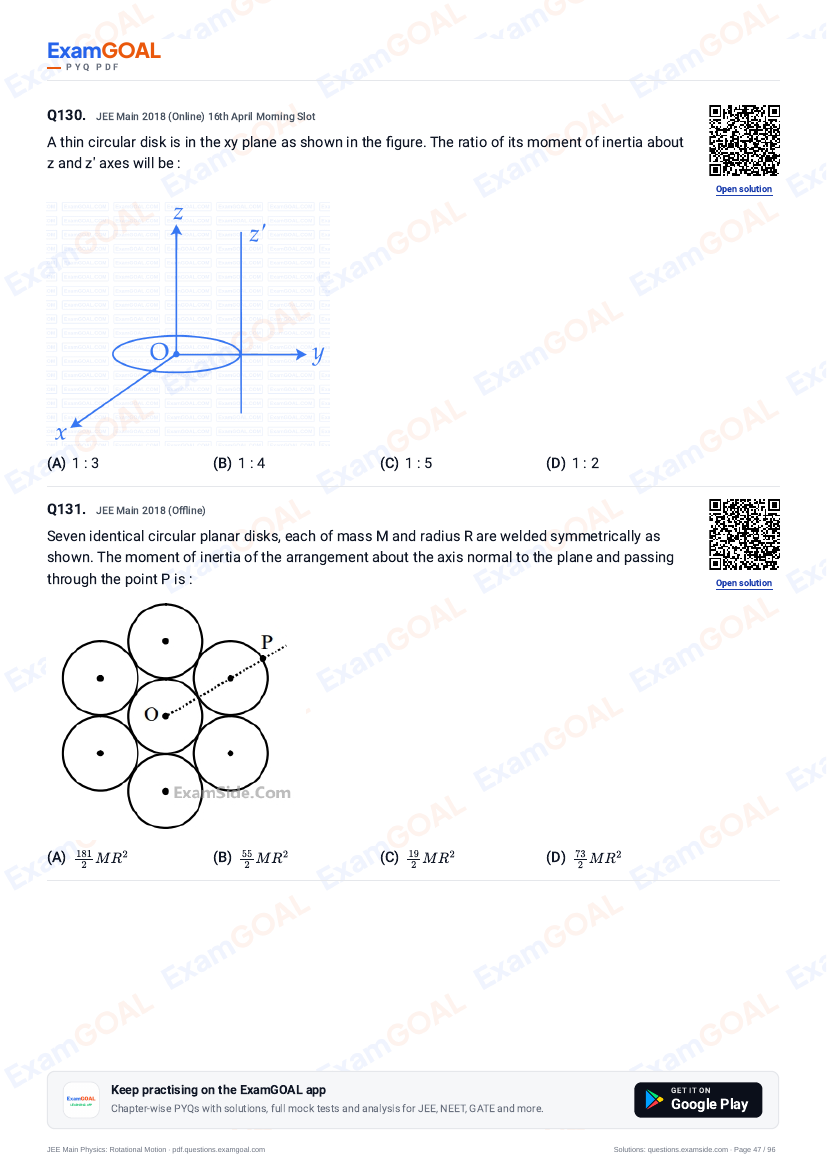 ExamGOAL
PYQ PDF
Q130. JEE Main 2018 (Online) 16th April Morning Slot
A thin circular disk is in the xy plane as shown in the figure. The ratio of its moment of inertia about
z and z' axes will be :
Open solution
z
z'
O
y
x
(A) 1 : 3 (B) 1 : 4 (C) 1 : 5 (D) 1 : 2
Q131. JEE Main 2018 (Offline)
Seven identical circular planar disks, each of mass M and radius R are welded symmetrically as
shown. The moment of inertia of the arrangement about the axis normal to the plane and passing
through the point P is :
Open solution
P
O
ExamSide.Com
(A) 181/2 MR² (B) 55/2 MR² (C) 19/2 MR² (D) 73/2 MR²
Keep practising on the ExamGOAL app
Chapter-wise PYQs with solutions, full mock tests and analysis for JEE, NEET, GATE and more.
ExamGOAL
GET IT ON
Google Play
JEE Main Physics: Rotational Motion · pdf.questions.examgoal.com
Solutions: questions.examside.com · Page 47 / 96